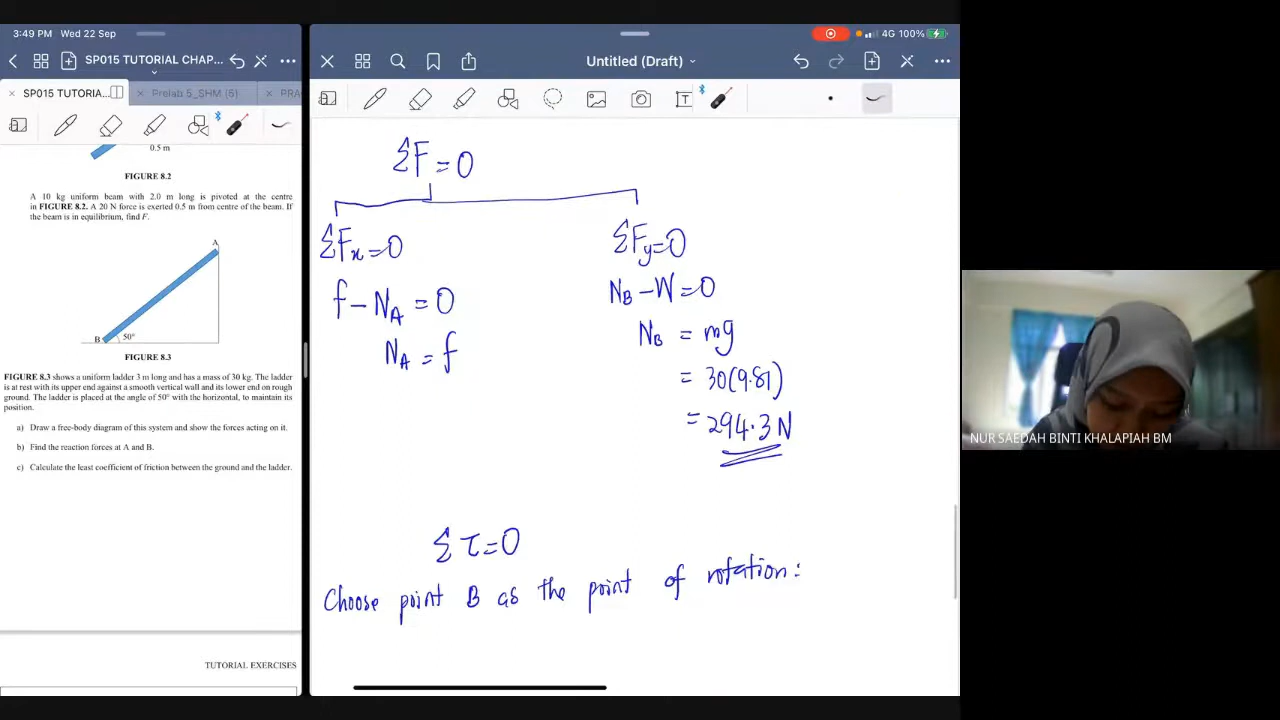 3:49 PM Wed 22 Sep
4G 100%
SP015 TUTORIAL CHAP...
Untitled (Draft)
SP015 TUTORIA...
Prelab 5_SHM (6)
PRA
0.5 m
FIGURE 8.2
A 10 kg uniform beam with 2.0 m long is pivoted at the centre
in FIGURE 8.2. A 20 N force is exerted 0.5 m from centre of the beam. If
the beam is in equilibrium, find F.
A
B
50°
FIGURE 8.3
FIGURE 8.3 shows a uniform ladder 3 m long and has a mass of 30 kg. The ladder
is at rest with its upper end against a smooth vertical wall and its lower end on rough
ground. The ladder is placed at the angle of 50° with the horizontal, to maintain its
position.
a) Draw a free-body diagram of this system and show the forces acting on it.
b) Find the reaction forces at A and B.
c) Calculate the least coefficient of friction between the ground and the ladder.
TUTORIAL EXERCISES
ΣF = 0
ΣFx = 0
f - NA = 0
NA = f
ΣFy = 0
NB - W = 0
NB = mg
= 30(9.81)
= 294.3 N
Στ = 0
Choose point B as the point of rotation:
NUR SAEDAH BINTI KHALAPIAH BM